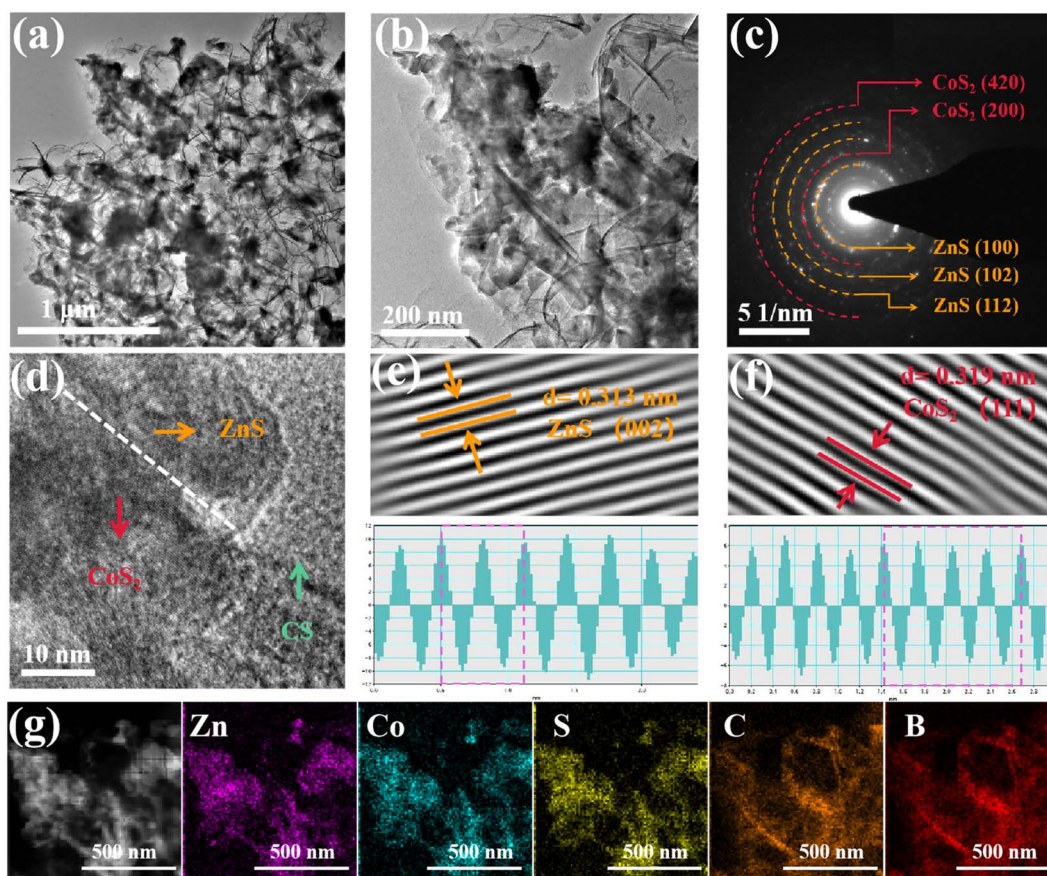 (a)
1 μm
(b)
200 nm
(c)
CoS₂ (420)
CoS₂ (200)
ZnS (100)
ZnS (102)
ZnS (112)
5 1/nm
(d)
ZnS
CoS₂
CS
10 nm
(e)
d= 0.313 nm
ZnS (002)
(f)
d= 0.319 nm
CoS₂ (111)
(g)
500 nm
Zn
500 nm
Co
500 nm
S
500 nm
C
500 nm
B
500 nm